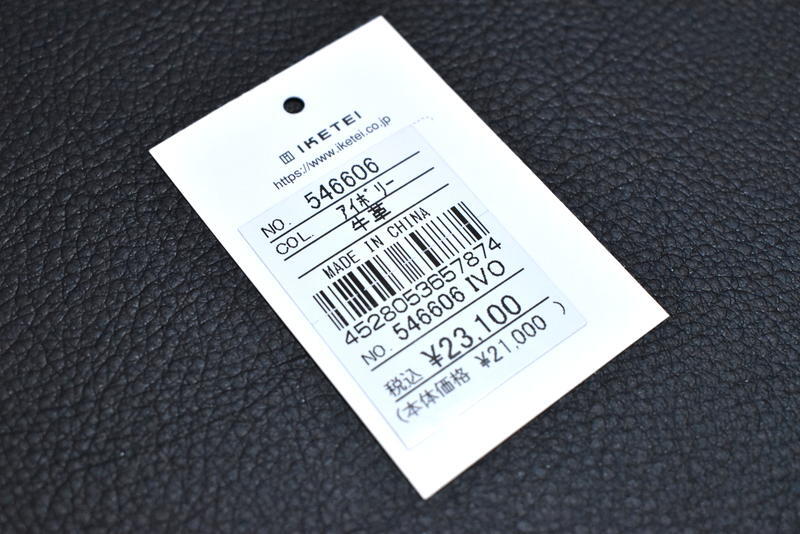 IKETEI
https://www.iketei.co.jp
NO. 546606
COL. アイボリー
牛革
MADE IN CHINA
4528053657874
NO. 546606 IVO
税込 ¥23,100
(本体価格 ¥21,000 )